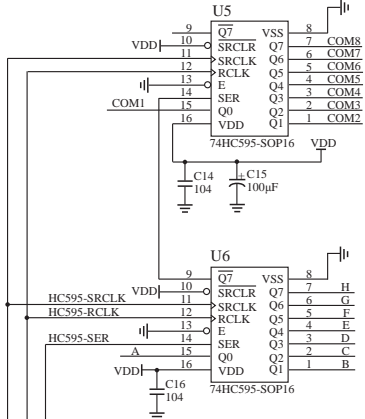 U5
9 Q7 VSS 8
VDD 10 SRCLR Q7 7 COM8
11 SRCLK Q6 6 COM7
12 RCLK Q5 5 COM6
13 E Q4 4 COM5
14 SER Q3 3 COM4
COM1 15 Q0 Q2 2 COM3
16 VDD Q1 1 COM2
74HC595-SOP16 VDD
C14 +C15
104 100μF
U6
9 Q7 VSS 8
VDD 10 SRCLR Q7 7 H
HC595-SRCLK 11 SRCLK Q6 6 G
HC595-RCLK 12 RCLK Q5 5 F
13 E Q4 4 E
HC595-SER 14 SER Q3 3 D
A 15 Q0 Q2 2 C
VDD 16 VDD Q1 1 B
C16 74HC595-SOP16
104